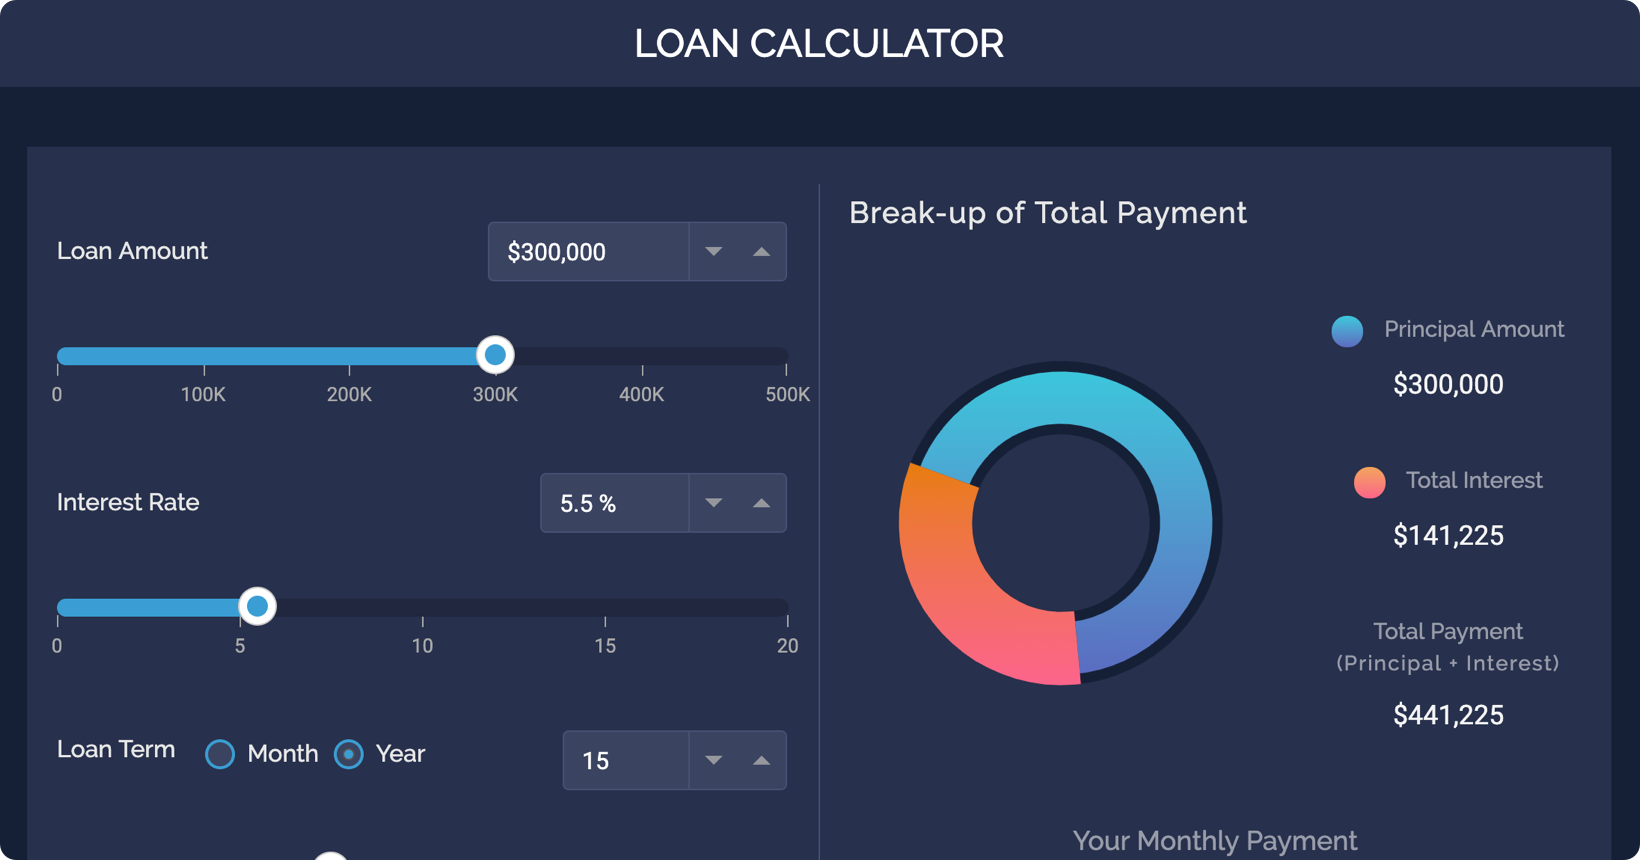 LOAN CALCULATOR
Loan Amount
$300,000
0 100K 200K 300K 400K 500K
Interest Rate
5.5 %
0 5 10 15 20
Loan Term Month Year
15
Break-up of Total Payment
Principal Amount
$300,000
Total Interest
$141,225
Total Payment
(Principal + Interest)
$441,225
Your Monthly Payment